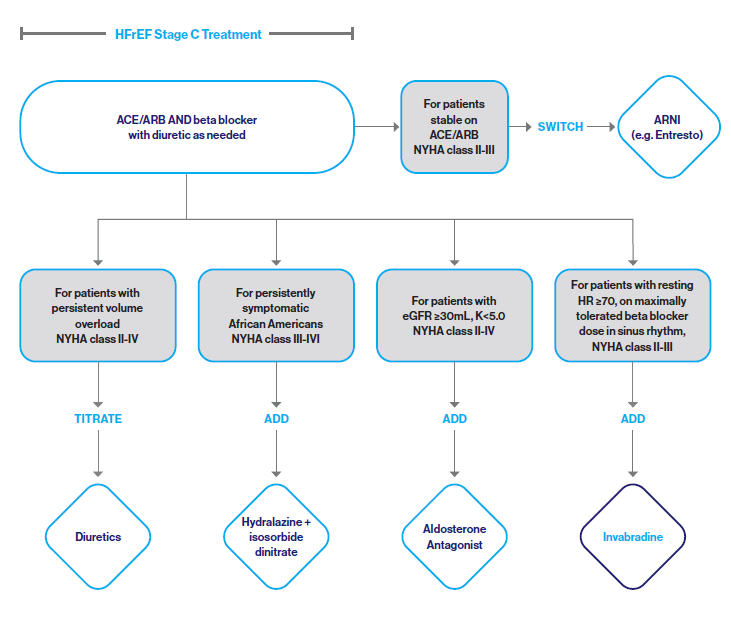 HFrEF Stage C Treatment
ACE/ARB AND beta blocker
with diuretic as needed
For patients
stable on
ACE/ARB
NYHA class II-III
SWITCH
ARNI
(e.g. Entresto)
For patients with
persistent volume
overload
NYHA class II-IV
For persistently
symptomatic
African Americans
NYHA class III-IVI
For patients with
eGFR ≥30mL, K<5.0
NYHA class II-IV
For patients with resting
HR ≥70, on maximally
tolerated beta blocker
dose in sinus rhythm,
NYHA class II-III
TITRATE
ADD
ADD
ADD
Diuretics
Hydralazine +
isosorbide
dinitrate
Aldosterone
Antagonist
Invabradine